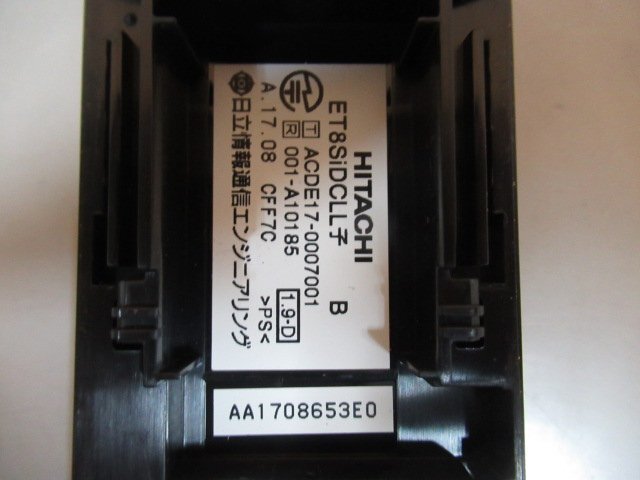 HITACHI
ET8SiDCLL子 B
T ACDE17-0007001
R 001-A10185
1.9-D
A.17.08 CFF7C >PS<
日立情報通信エンジニアリング
AA1708653E0